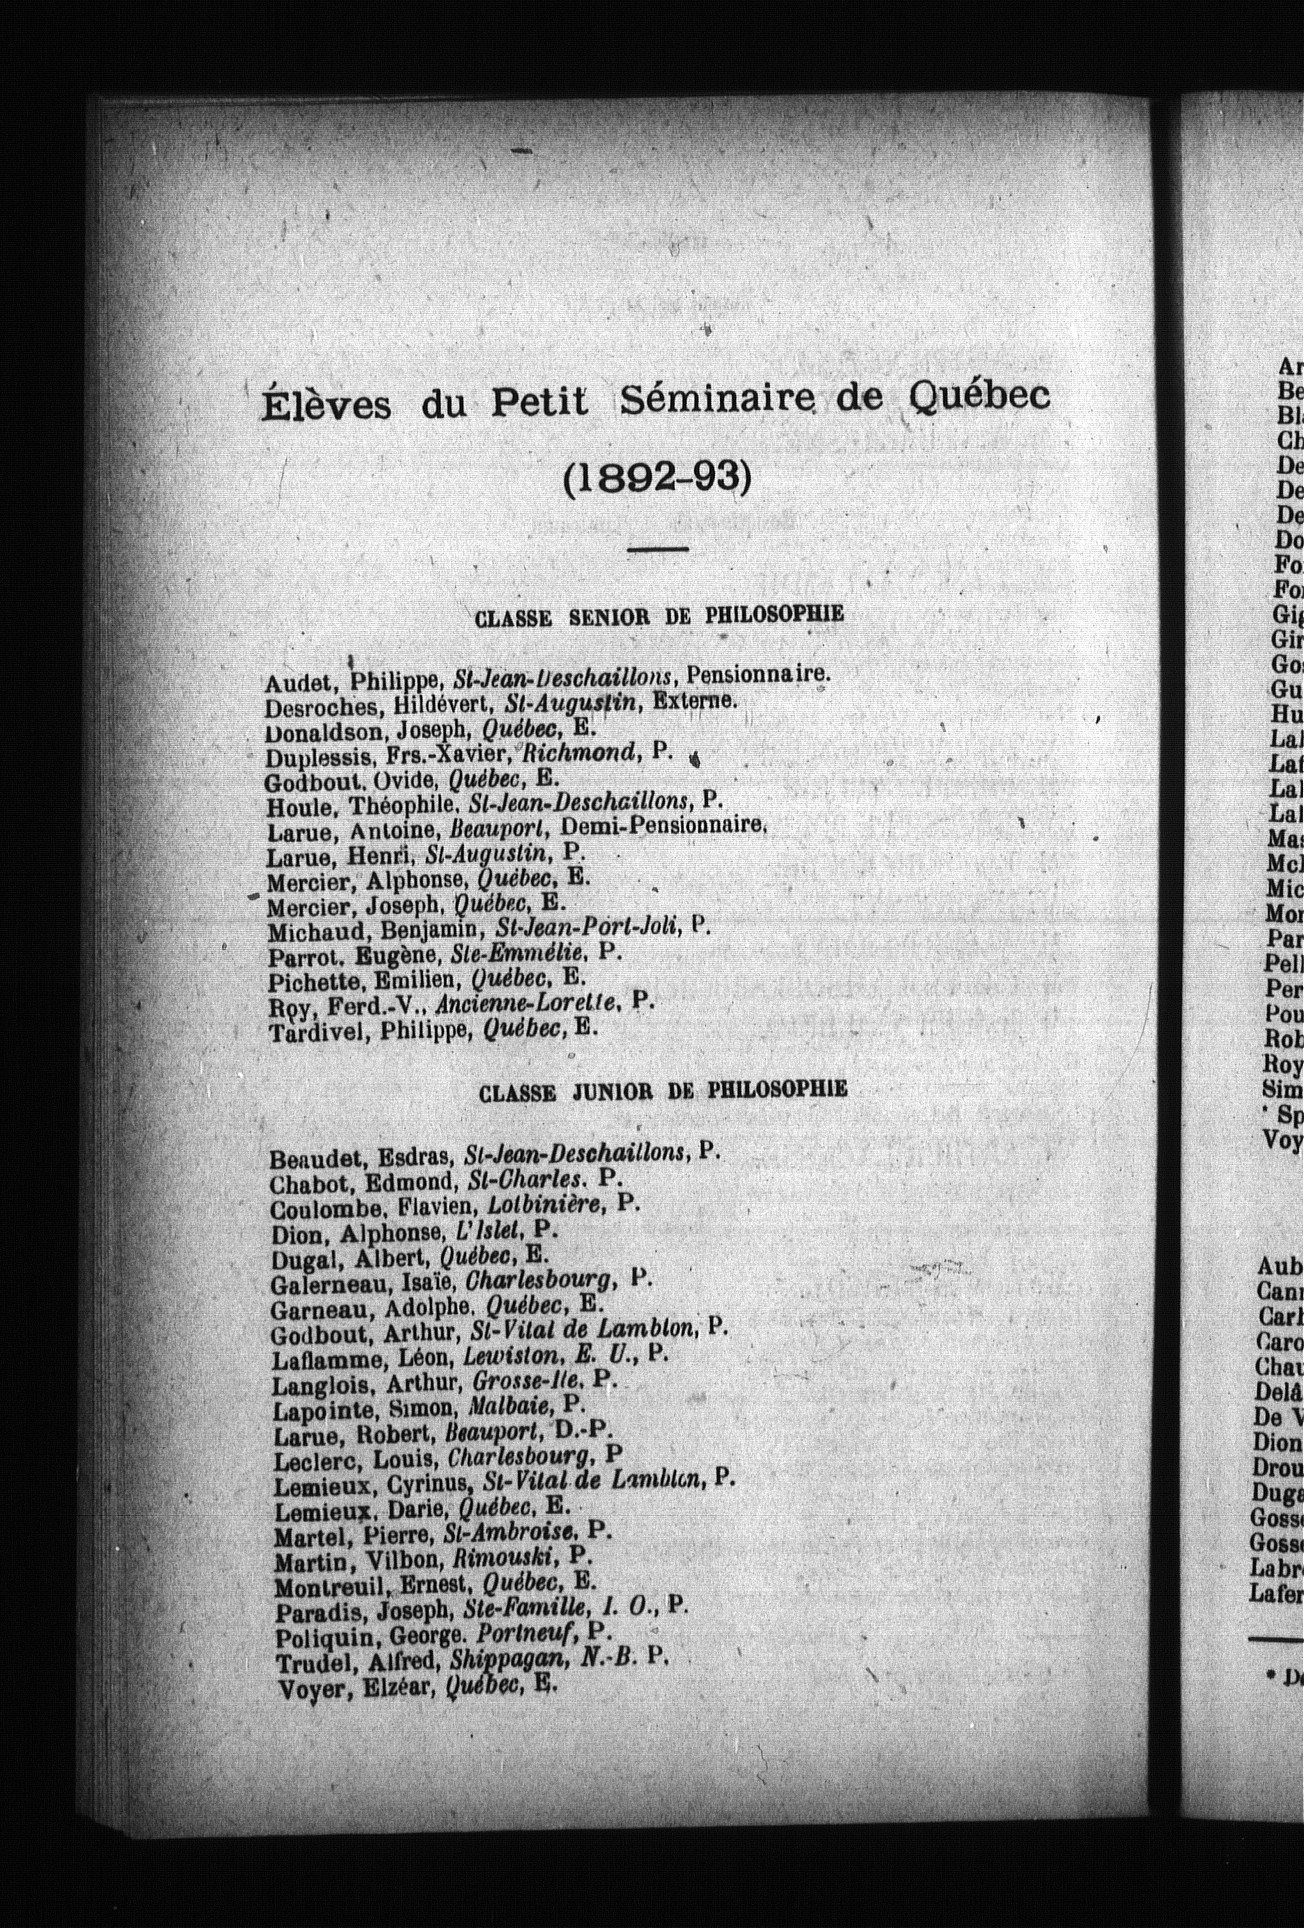 Élèves du Petit Séminaire de Québec
(1892-93)
CLASSE SENIOR DE PHILOSOPHIE
Audet, Philippe, St-Jean-Deschaillons, Pensionnaire.
Desroches, Hildévert, St-Augustin, Externe.
Donaldson, Joseph, Québec, E.
Duplessis, Frs.-Xavier, Richmond, P.
Godbout, Ovide, Québec, E.
Houle, Théophile, St-Jean-Deschaillons, P.
Larue, Antoine, Beauport, Demi-Pensionnaire.
Larue, Henri, St-Augustin, P.
Mercier, Alphonse, Québec, E.
Mercier, Joseph, Québec, E.
Michaud, Benjamin, St-Jean-Port-Joli, P.
Parrot, Eugène, Ste-Emmélie, P.
Pichette, Emilien, Québec, E.
Roy, Ferd.-V., Ancienne-Lorette, P.
Tardivel, Philippe, Québec, E.
CLASSE JUNIOR DE PHILOSOPHIE
Beaudet, Esdras, St-Jean-Deschaillons, P.
Chabot, Edmond, St-Charles, P.
Coulombe, Flavien, Lotbinière, P.
Dion, Alphonse, L'Islet, P.
Dugal, Albert, Québec, E.
Galerneau, Isaïe, Charlesbourg, P.
Garneau, Adolphe, Québec, E.
Godbout, Arthur, St-Vital de Lambton, P.
Laflamme, Léon, Lewiston, E. U., P.
Langlois, Arthur, Grosse-Ile, P.
Lapointe, Simon, Malbaie, P.
Larue, Robert, Beauport, D.-P.
Leclerc, Louis, Charlesbourg, P
Lemieux, Cyrinus, St-Vital de Lambton, P.
Lemieux, Darie, Québec, E.
Martel, Pierre, St-Ambroise, P.
Martin, Vilbon, Rimouski, P.
Montreuil, Ernest, Québec, E.
Paradis, Joseph, Ste-Famille, I. O., P.
Poliquin, George, Portneuf, P.
Trudel, Alfred, Shippagan, N.-B. P.
Voyer, Elzéar, Québec, E.